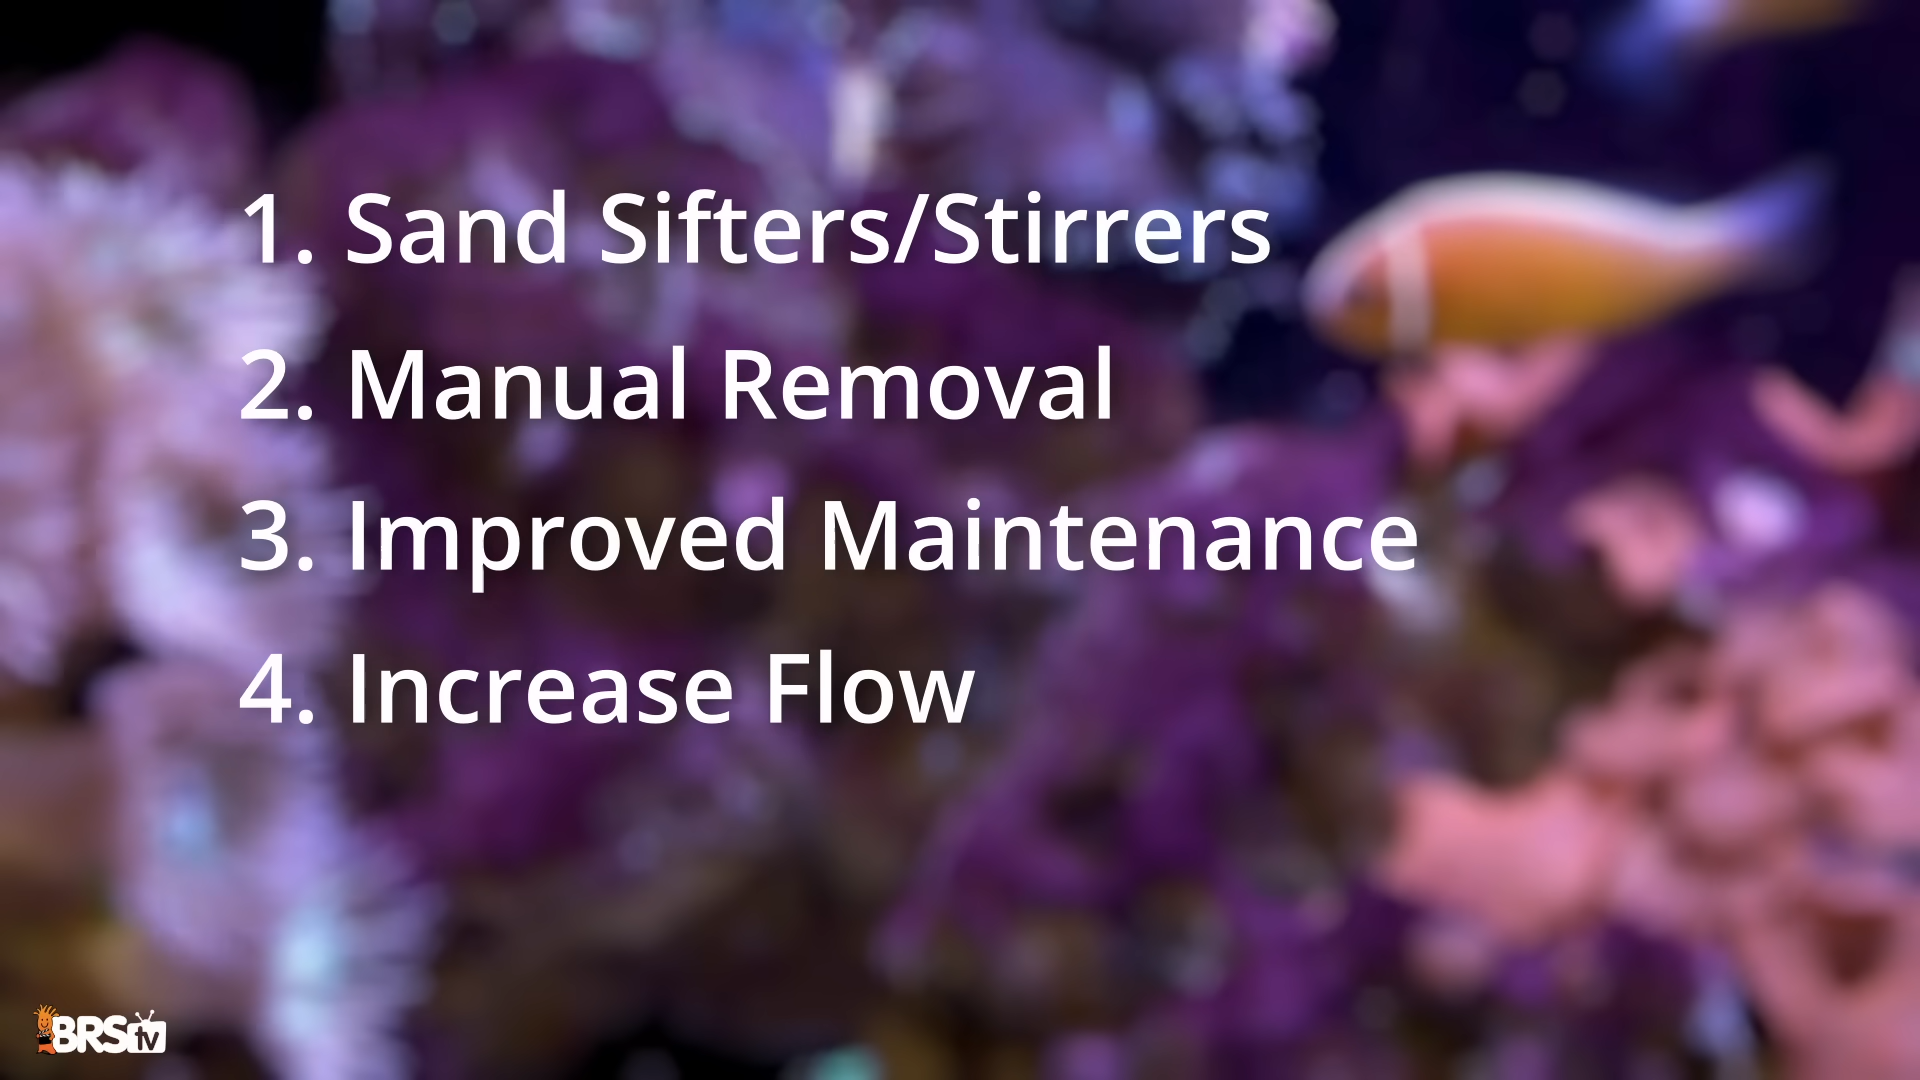 1. Sand Sifters/Stirrers
2. Manual Removal
3. Improved Maintenance
4. Increase Flow
BRStv